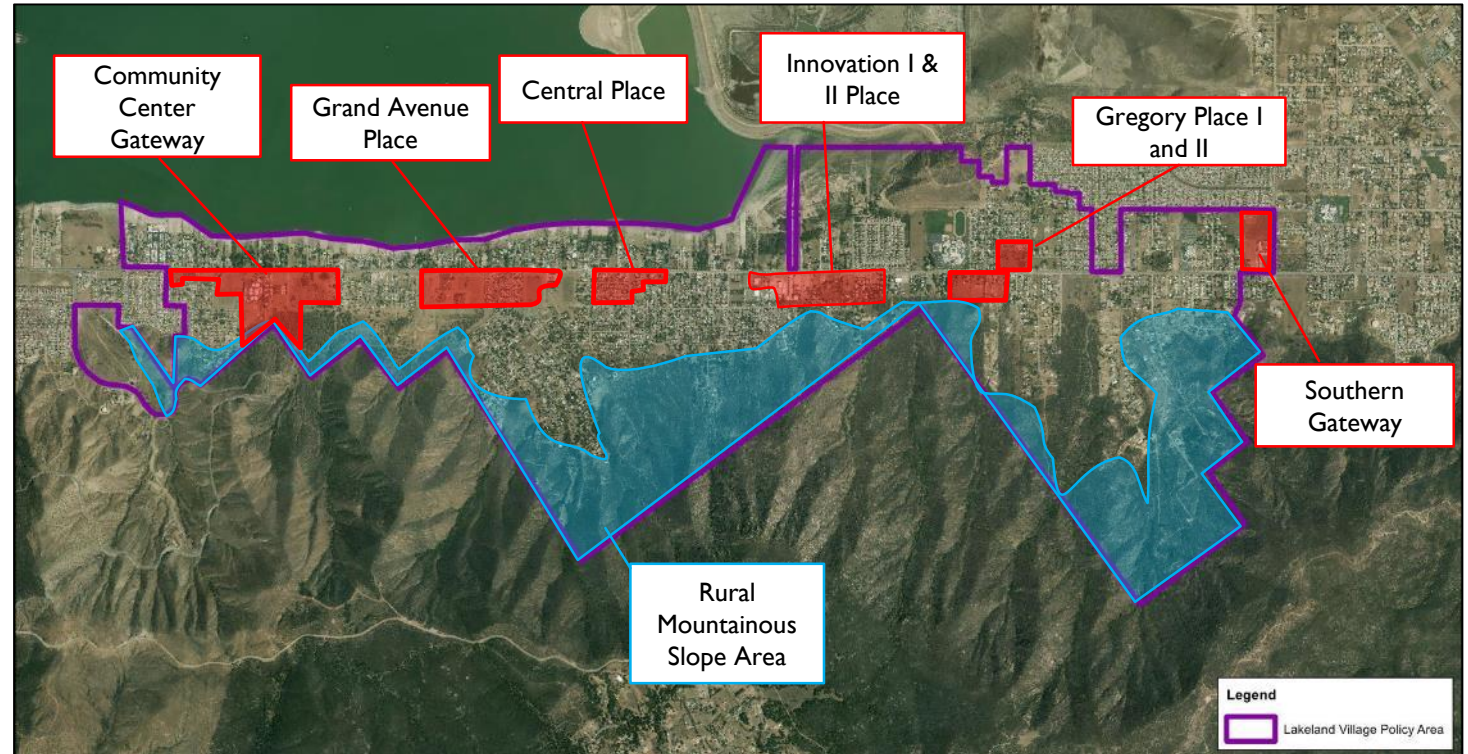 Community
Center
Gateway
Grand Avenue
Place
Central Place
Innovation I &
II Place
Gregory Place I
and II
Southern
Gateway
Rural
Mountainous
Slope Area
Legend
Lakeland Village Policy Area